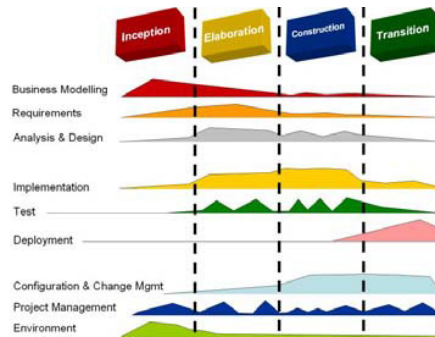 Inception
Elaboration
Construction
Transition
Business Modelling
Requirements
Analysis & Design
Implementation
Test
Deployment
Configuration & Change Mgmt
Project Management
Environment